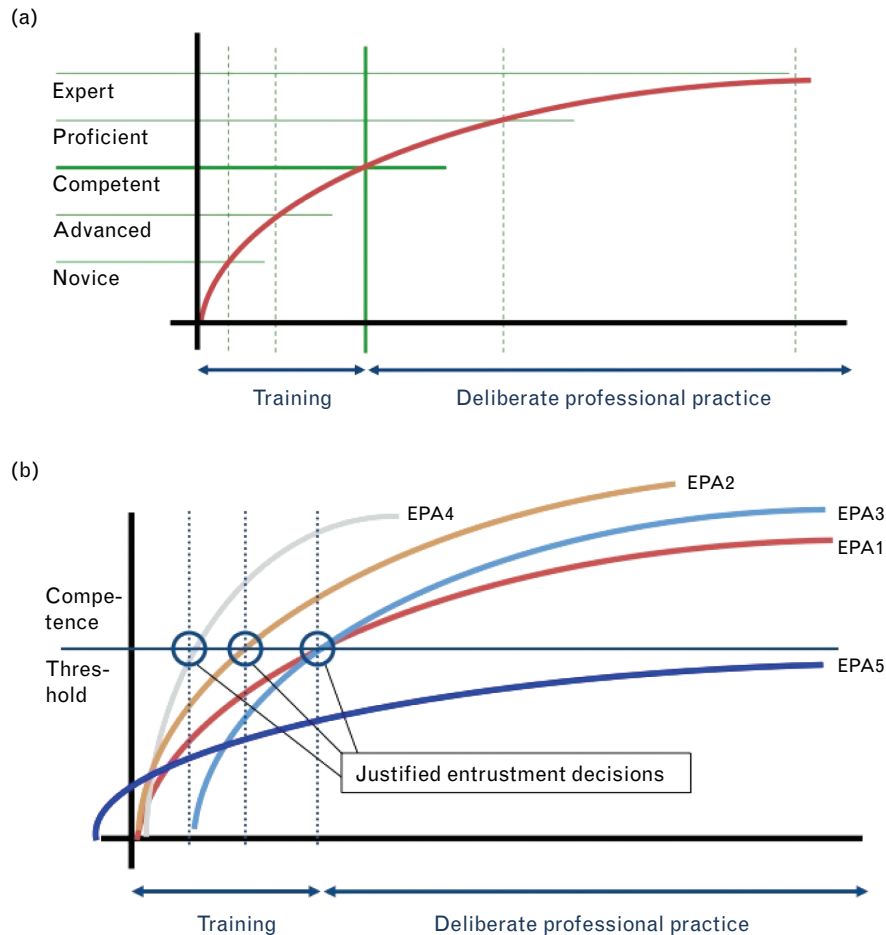 (a)
Expert
Proficient
Competent
Advanced
Novice
Training
Deliberate professional practice
(b)
EPA4
EPA2
EPA3
EPA1
Compe-
tence
Thres-
hold
EPA5
Justified entrustment decisions
Training
Deliberate professional practice